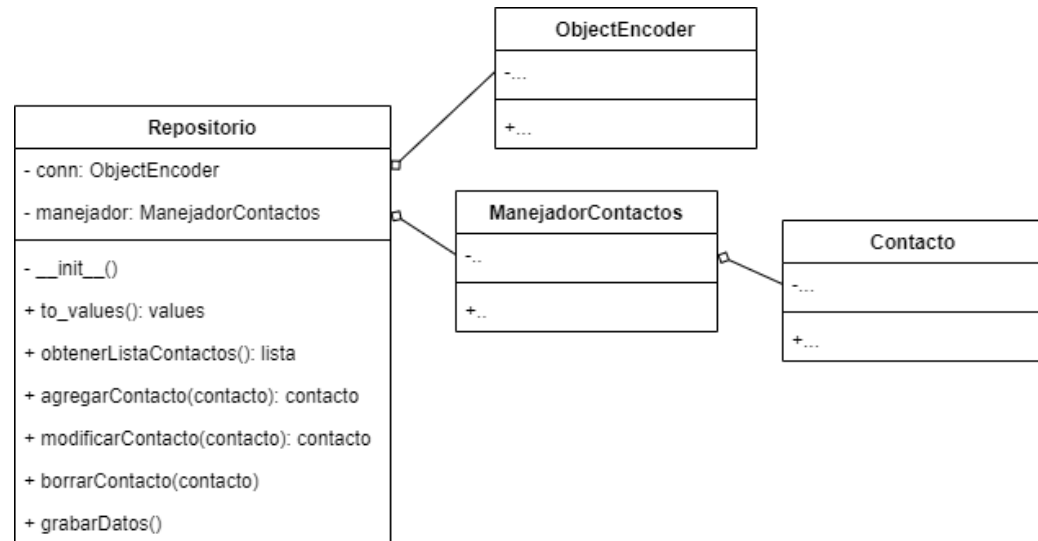 ObjectEncoder
-...
+...
Repositorio
- conn: ObjectEncoder
- manejador: ManejadorContactos
- __init__()
+ to_values(): values
+ obtenerListaContactos(): lista
+ agregarContacto(contacto): contacto
+ modificarContacto(contacto): contacto
+ borrarContacto(contacto)
+ grabarDatos()
ManejadorContactos
-..
+..
Contacto
-...
+...